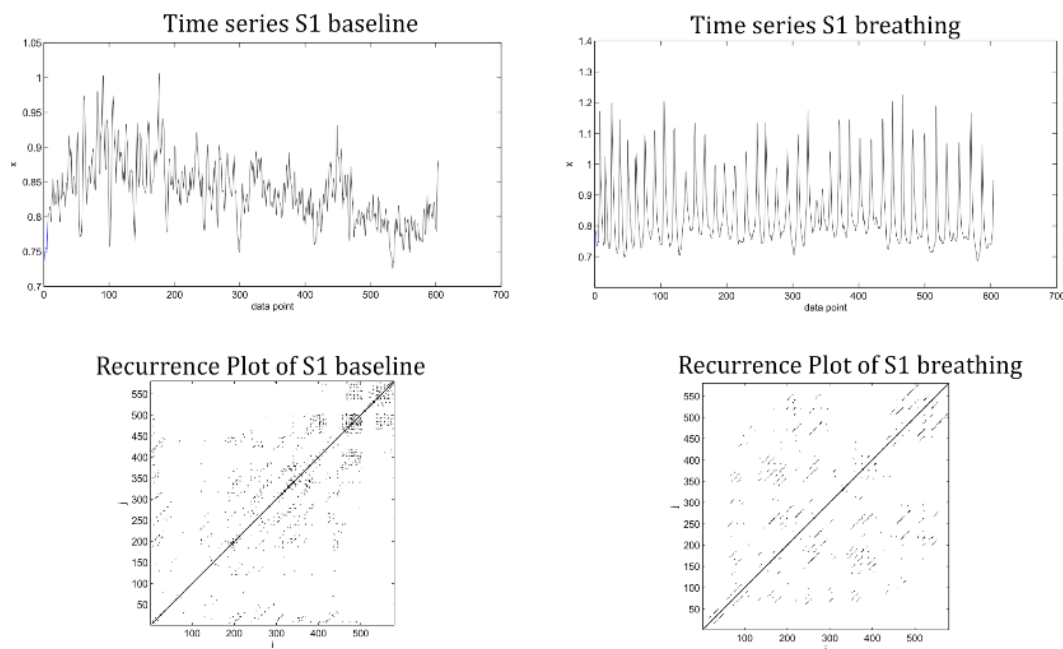 Time series S1 baseline
1.05
1
0.95
0.9
0.85
0.8
0.75
0.7
x
0 100 200 300 400 500 600 700
data point
Time series S1 breathing
1.4
1.3
1.2
1.1
1
0.9
0.8
0.7
x
0 100 200 300 400 500 600 700
data point
Recurrence Plot of S1 baseline
550
500
450
400
350
300
250
200
150
100
50
j
100 200 300 400 500
i
Recurrence Plot of S1 breathing
550
500
450
400
350
300
250
200
150
100
50
j
100 200 300 400 500